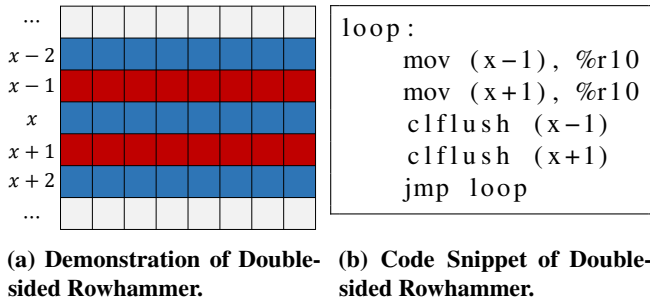 ...
x − 2
x − 1
x
x + 1
x + 2
...
loop:
mov (x−1), %r10
mov (x+1), %r10
clflush (x−1)
clflush (x+1)
jmp loop
(a) Demonstration of Double-
sided Rowhammer.
(b) Code Snippet of Double-
sided Rowhammer.